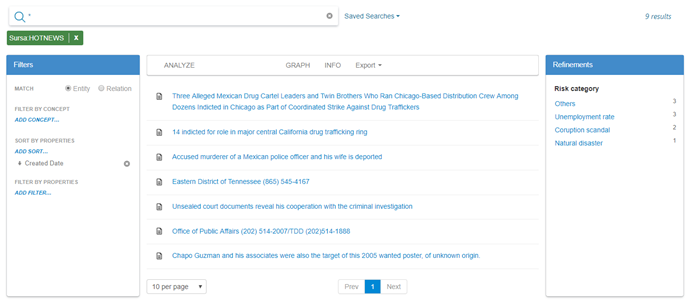 *
Saved Searches
9 results
Sursa:HOTNEWS X
Filters
MATCH Entity Relation
FILTER BY CONCEPT
ADD CONCEPT...
SORT BY PROPERTIES
ADD SORT...
Created Date
FILTER BY PROPERTIES
ADD FILTER...
ANALYZE GRAPH INFO Export
Three Alleged Mexican Drug Cartel Leaders and Twin Brothers Who Ran Chicago-Based Distribution Crew Among
Dozens Indicted in Chicago as Part of Coordinated Strike Against Drug Traffickers
14 indicted for role in major central California drug trafficking ring
Accused murderer of a Mexican police officer and his wife is deported
Eastern District of Tennessee (865) 545-4167
Unsealed court documents reveal his cooperation with the criminal investigation
Office of Public Affairs (202) 514-2007/TDD (202)514-1888
Chapo Guzman and his associates were also the target of this 2005 wanted poster, of unknown origin.
10 per page
Prev 1 Next
Refinements
Risk category
Others 3
Unemployment rate 3
Coruption scandal 2
Natural disaster 1